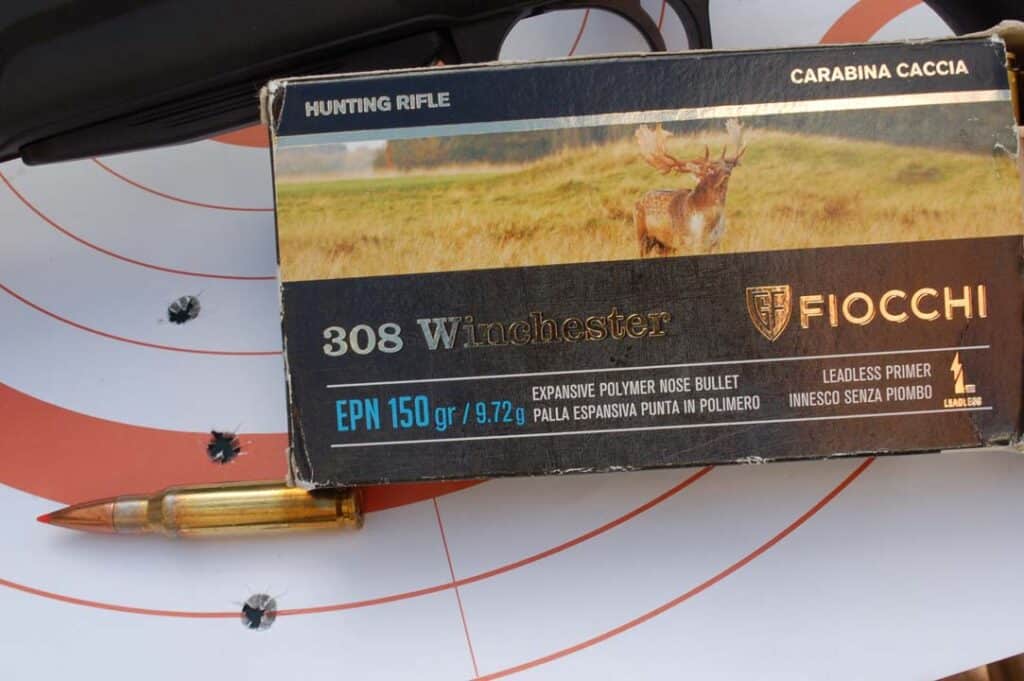 HUNTING RIFLE
CARABINA CACCIA
308 Winchester
FIOCCHI
EPN 150 gr / 9.72 g
EXPANSIVE POLYMER NOSE BULLET
PALLA ESPANSIVA PUNTA IN POLIMERO
LEADLESS PRIMER
INNESCO SENZA PIOMBO
LEADLESS